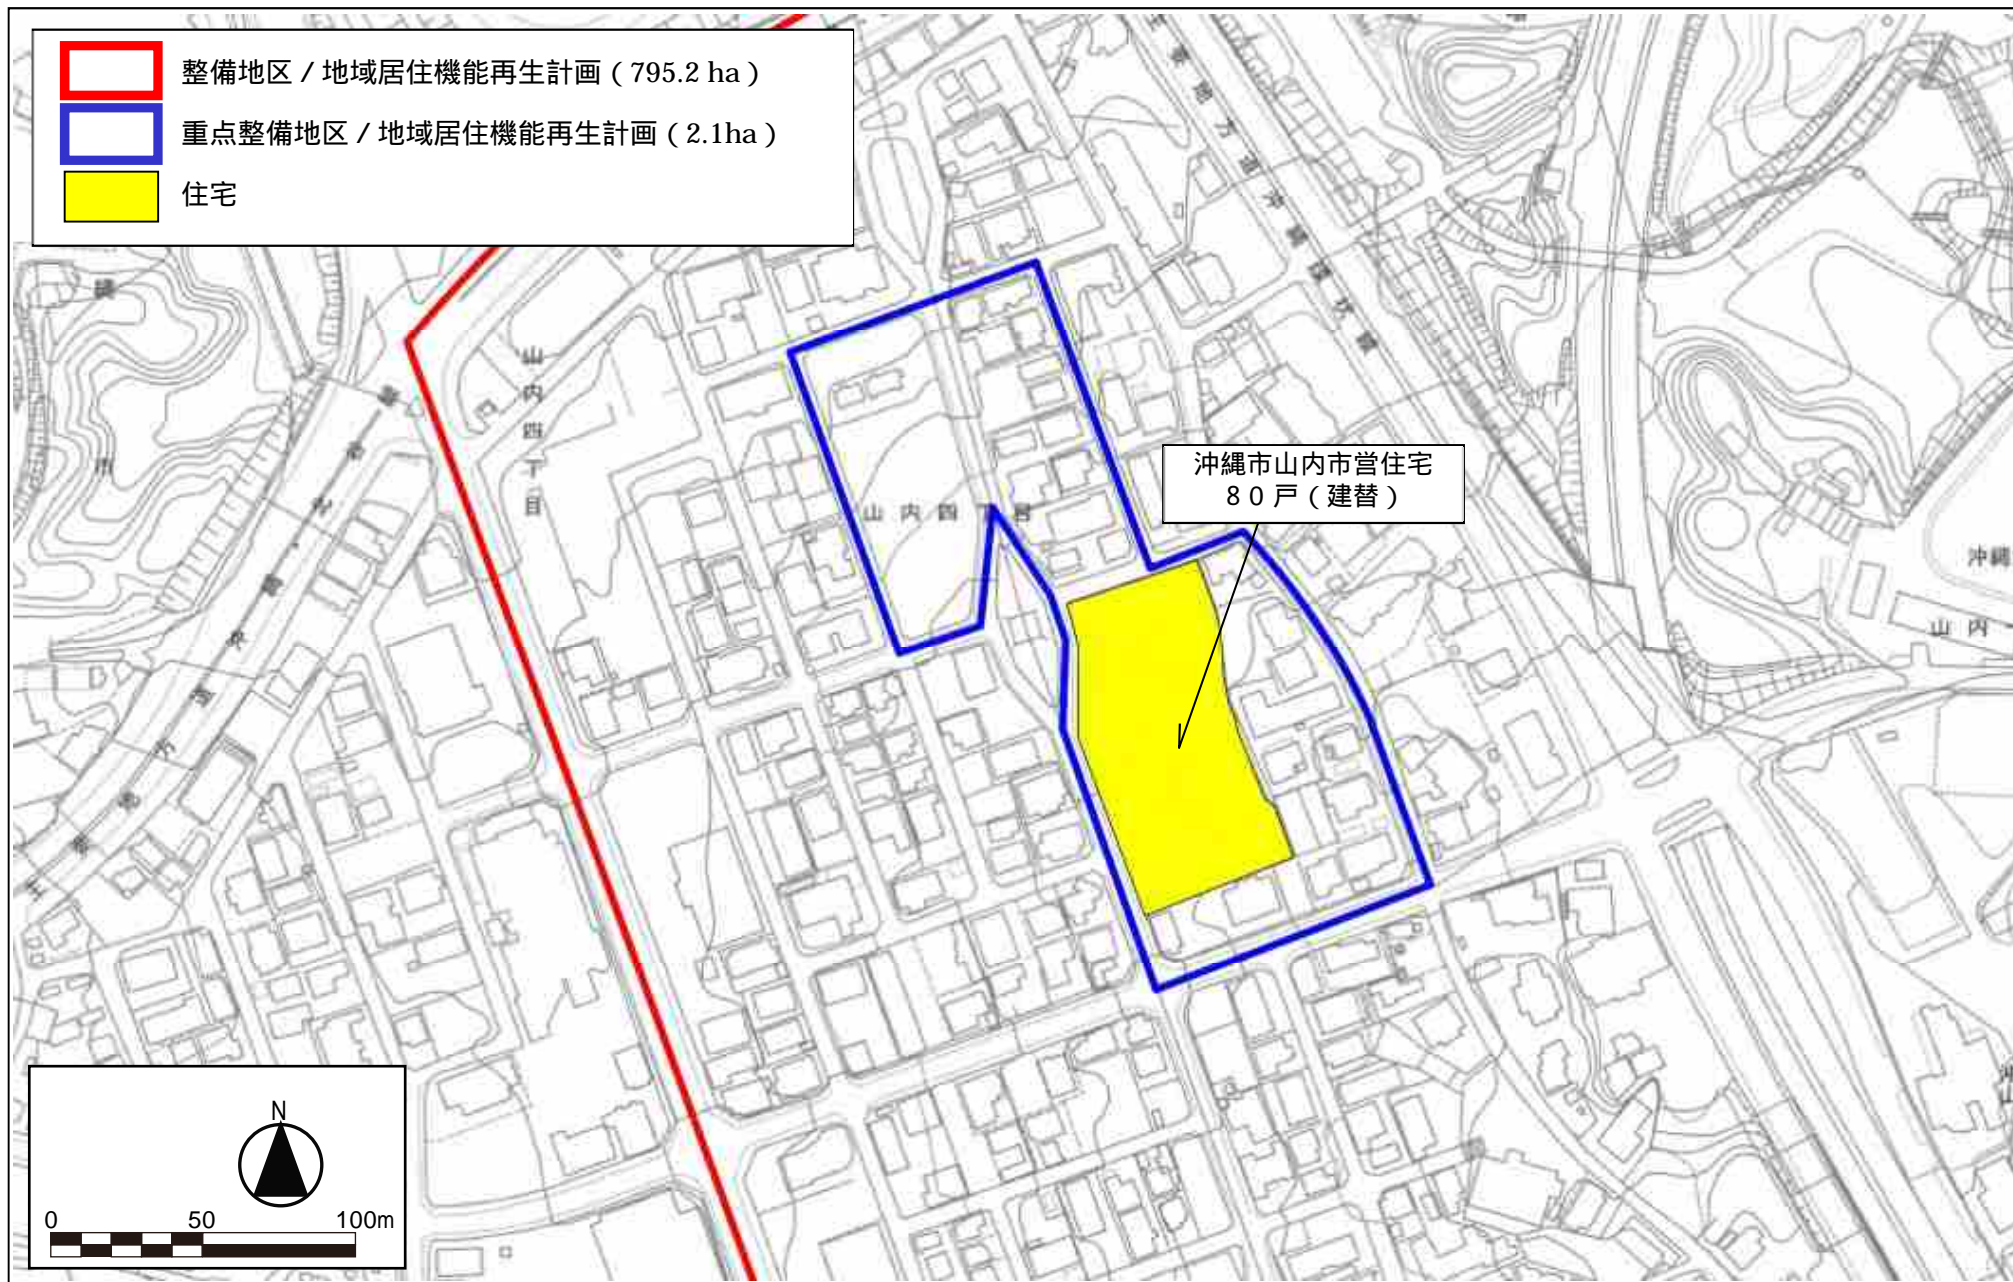 整備地区 / 地域居住機能再生計画 ( 795.2 ha )
重点整備地区 / 地域居住機能再生計画 ( 2.1ha )
住宅
山内四丁目
山内四丁目
沖縄市山内市営住宅
８０戸（建替）
沖縄
山内
市
N
0 50 100m